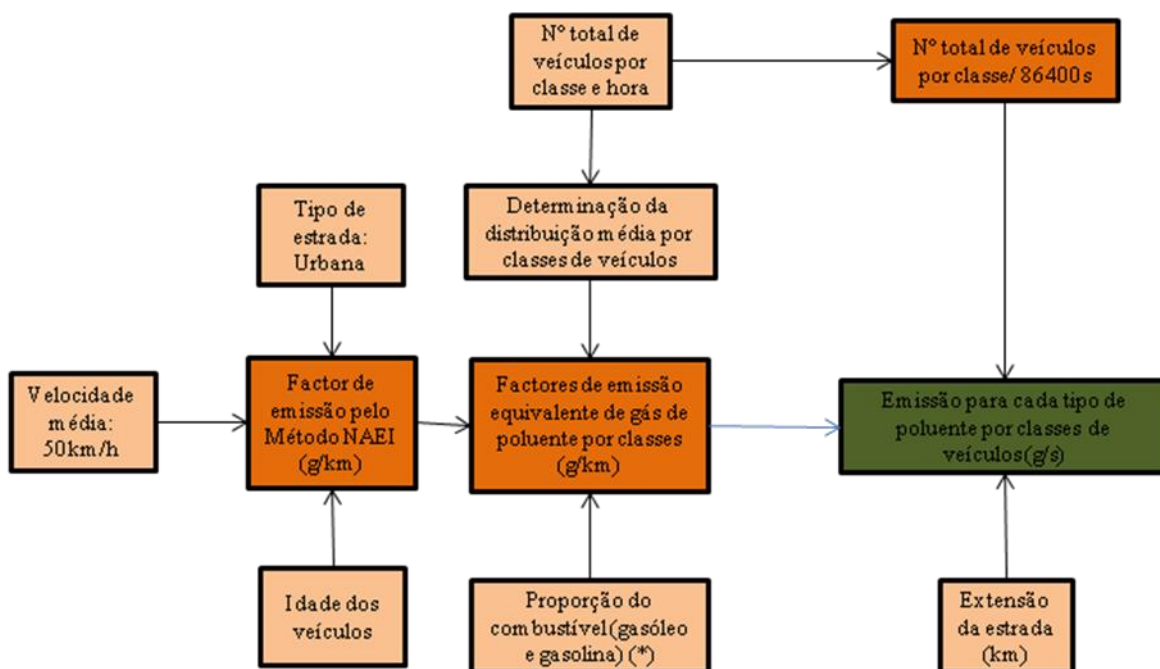 Nº total de
veículos por
classe e hora
Nº total de veículos
por classe/ 86400s
Tipo de
estrada:
Urbana
Determinação da
distribuição média por
classes de veículos
Velocidade
média:
50km/h
Factor de
emissão pelo
Método NAEI
(g/km)
Factores de emissão
equivalente de gás de
poluente por classes
(g/km)
Emissão para cada tipo de
poluente por classes de
veículos(g/s)
Idade dos
veículos
Proporção do
combustível(gasóleo
e gasolina) (*)
Extensão
da estrada
(km)